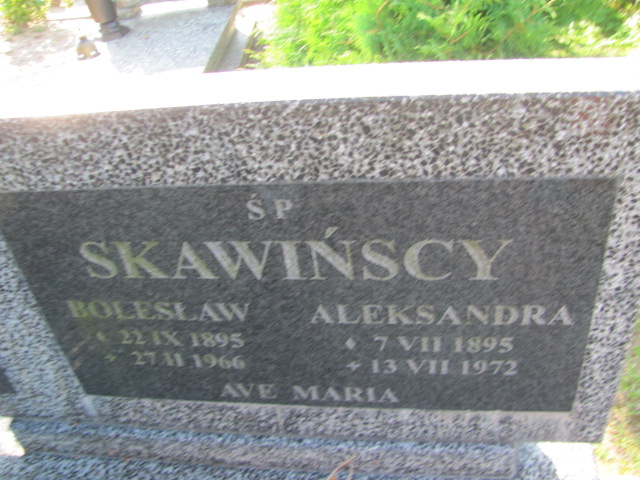 ŚP
SKAWIŃSCY
BOLESŁAW ALEKSANDRA
22 IX 1895 7 VII 1895
+ 27 II 1966 + 13 VII 1972
AVE MARIA